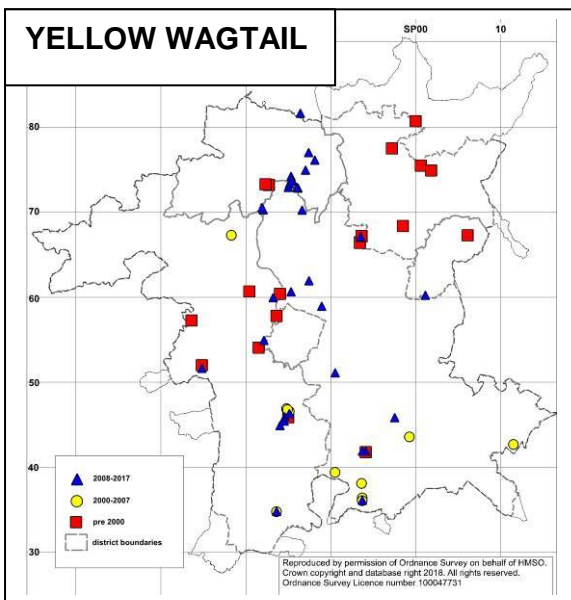 YELLOW WAGTAIL
SP00
10
80
70
60
50
40
30
2008-2017
2000-2007
pre 2000
district boundaries
Reproduced by permission of Ordnance Survey on behalf of HMSO.
Crown copyright and database right 2018. All rights reserved.
Ordnance Survey Licence number 100047731